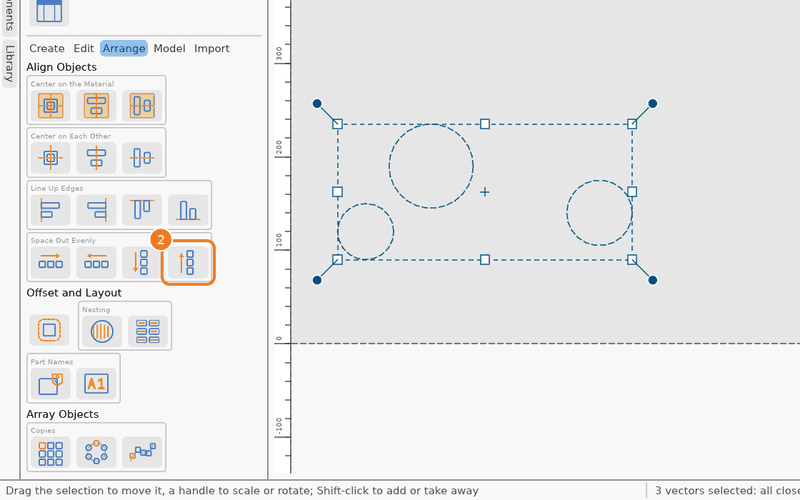 nents
Library
Create Edit Arrange Model Import
Align Objects
Center on the Material
Center on Each Other
Line Up Edges
Space Out Evenly
2
Offset and Layout
Nesting
Part Names
A1
Array Objects
Copies
300
200
100
0
-100
Drag the selection to move it, a handle to scale or rotate; Shift-click to add or take away
3 vectors selected: all close